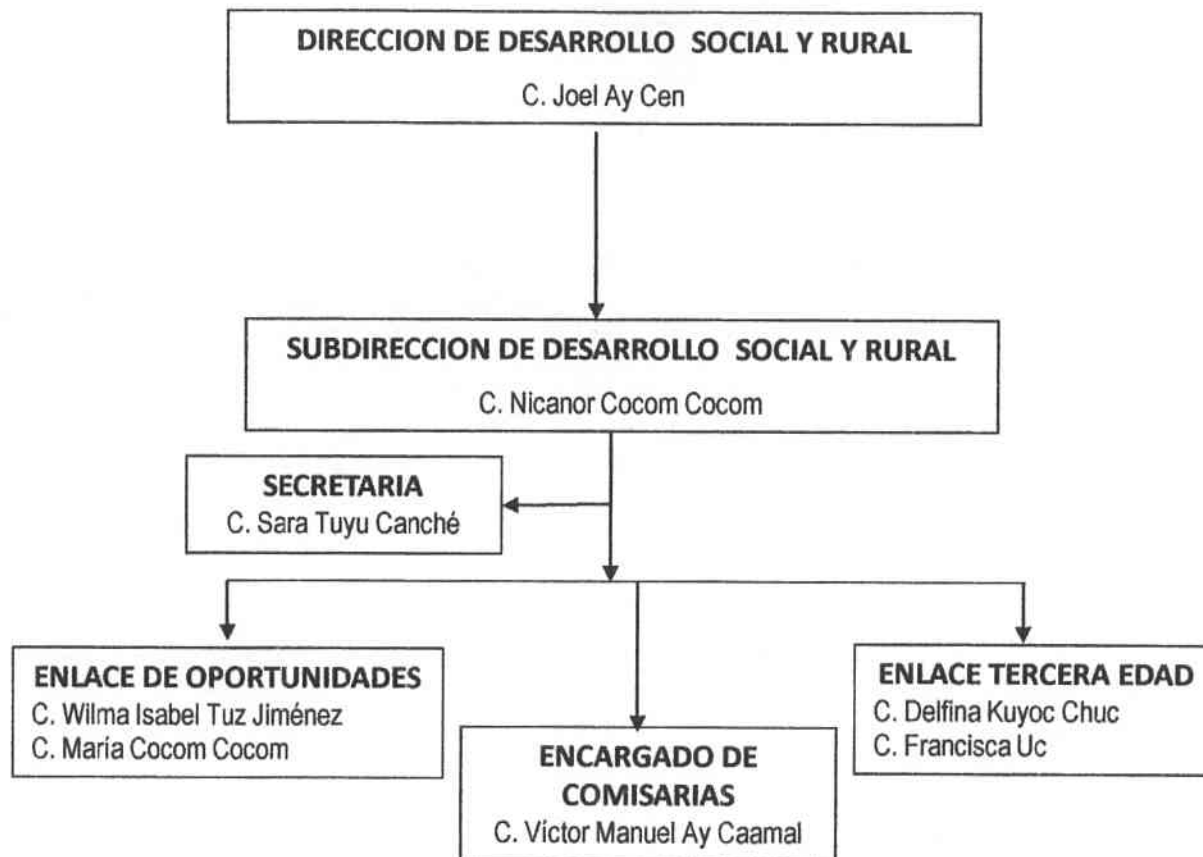 DIRECCION DE DESARROLLO SOCIAL Y RURAL
C. Joel Ay Cen
SUBDIRECCION DE DESARROLLO SOCIAL Y RURAL
C. Nicanor Cocom Cocom
SECRETARIA
C. Sara Tuyu Canché
ENLACE DE OPORTUNIDADES
C. Wilma Isabel Tuz Jiménez
C. María Cocom Cocom
ENCARGADO DE
COMISARIAS
C. Víctor Manuel Ay Caamal
ENLACE TERCERA EDAD
C. Delfina Kuyoc Chuc
C. Francisca Uc